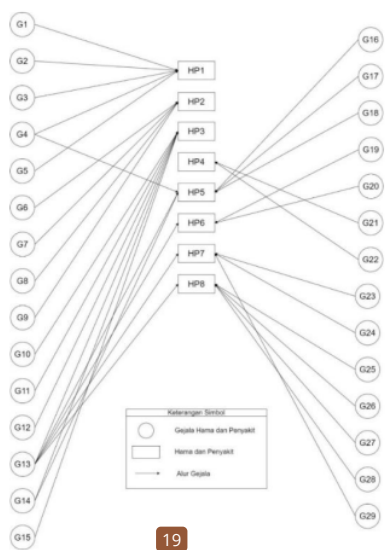 G1
G2
G3
G4
G5
G6
G7
G8
G9
G10
G11
G12
G13
G14
G15
HP1
HP2
HP3
HP4
HP5
HP6
HP7
HP8
G16
G17
G18
G19
G20
G21
G22
G23
G24
G25
G26
G27
G28
G29
Keterangan Simbol
Gejala Hama dan Penyakit
Hama dan Penyakit
Alur Gejala
19